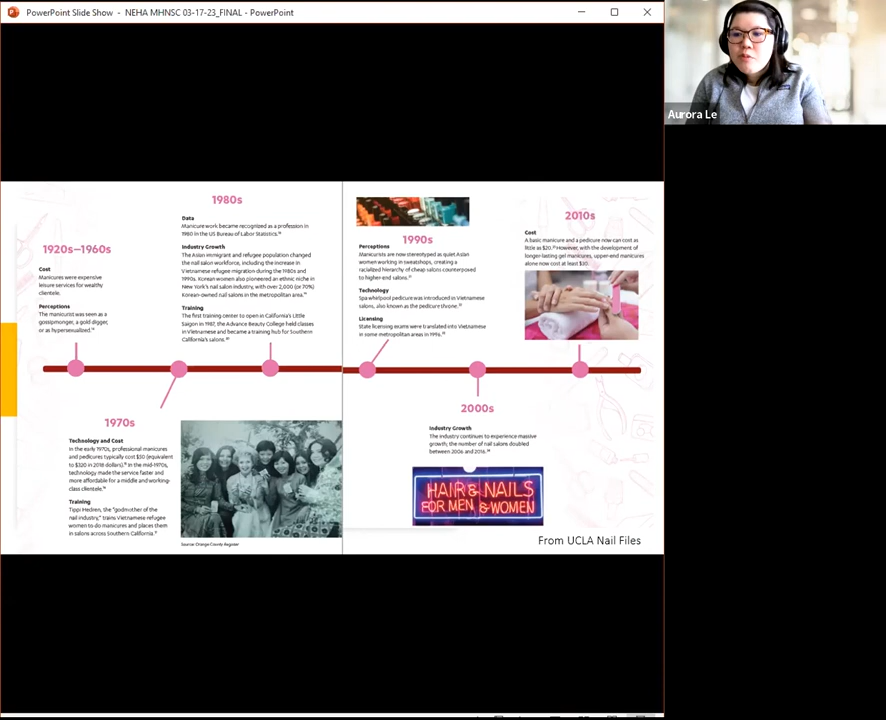 PowerPoint Slide Show - NEHA MHNSC 03-17-23_FINAL - PowerPoint
Aurora Le
1920s—1960s
Cost
Manicures were expensive
leisure services for wealthy
clientele.
Perceptions
The manicurist was seen as a
gossipmonger, a gold digger,
or as hypersexualized.
1970s
Technology and Cost
In the early 1970s, professional manicures
and pedicures typically cost $50 (equivalent
to $320 in 2018 dollars). In the mid-1970s,
technology made the service faster and
more affordable for a middle and working-
class clientele.
Training
Tippi Hedren, the "godmother of the
nail industry," trains Vietnamese refugee
women to do manicures and places them
in salons across Southern California.
Source: Orange County Register
1980s
Data
Manicure work became recognized as a profession in
1980 in the US Bureau of Labor Statistics.
Industry Growth
The Asian immigrant and refugee population changed
the nail salon workforce, including the increase in
Vietnamese refugee migration during the 1980s and
1990s. Korean women also pioneered an ethnic niche in
New York's nail salon industry, with over 2,000 (or 70%)
Korean-owned nail salons in the metropolitan area.
Training
The first training center to open in California's Little
Saigon in 1987, the Advance Beauty College held classes
in Vietnamese and became a training hub for Southern
California's salons.
1990s
Perceptions
Manicurists are now stereotyped as quiet Asian
women working in sweatshops, creating a
racialized hierarchy of cheap salons counterposed
to higher-end salons.
Technology
Spa whirlpool pedicure was introduced in Vietnamese
salons, also known as the pedicure throne.
Licensing
State licensing exams were translated into Vietnamese
in some metropolitan areas in 1996.
2000s
Industry Growth
The industry continues to experience massive
growth; the number of nail salons doubled
between 2006 and 2016.
HAIR & NAILS
FOR MEN & WOMEN
2010s
Cost
A basic manicure and a pedicure now can cost as
little as $20. However, with the development of
longer-lasting gel manicures, upper-end manicures
alone now cost at least $30.
From UCLA Nail Files